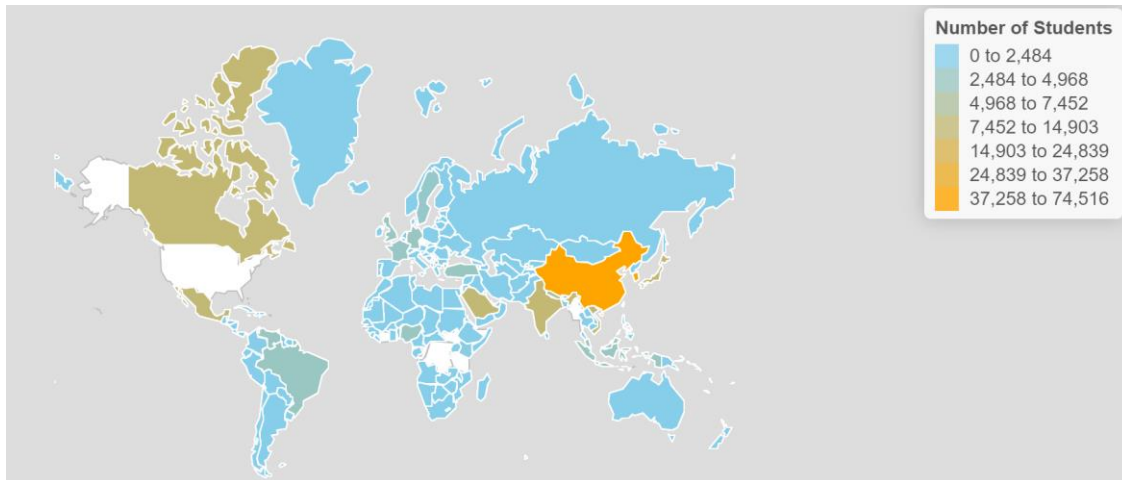 Number of Students
0 to 2,484
2,484 to 4,968
4,968 to 7,452
7,452 to 14,903
14,903 to 24,839
24,839 to 37,258
37,258 to 74,516